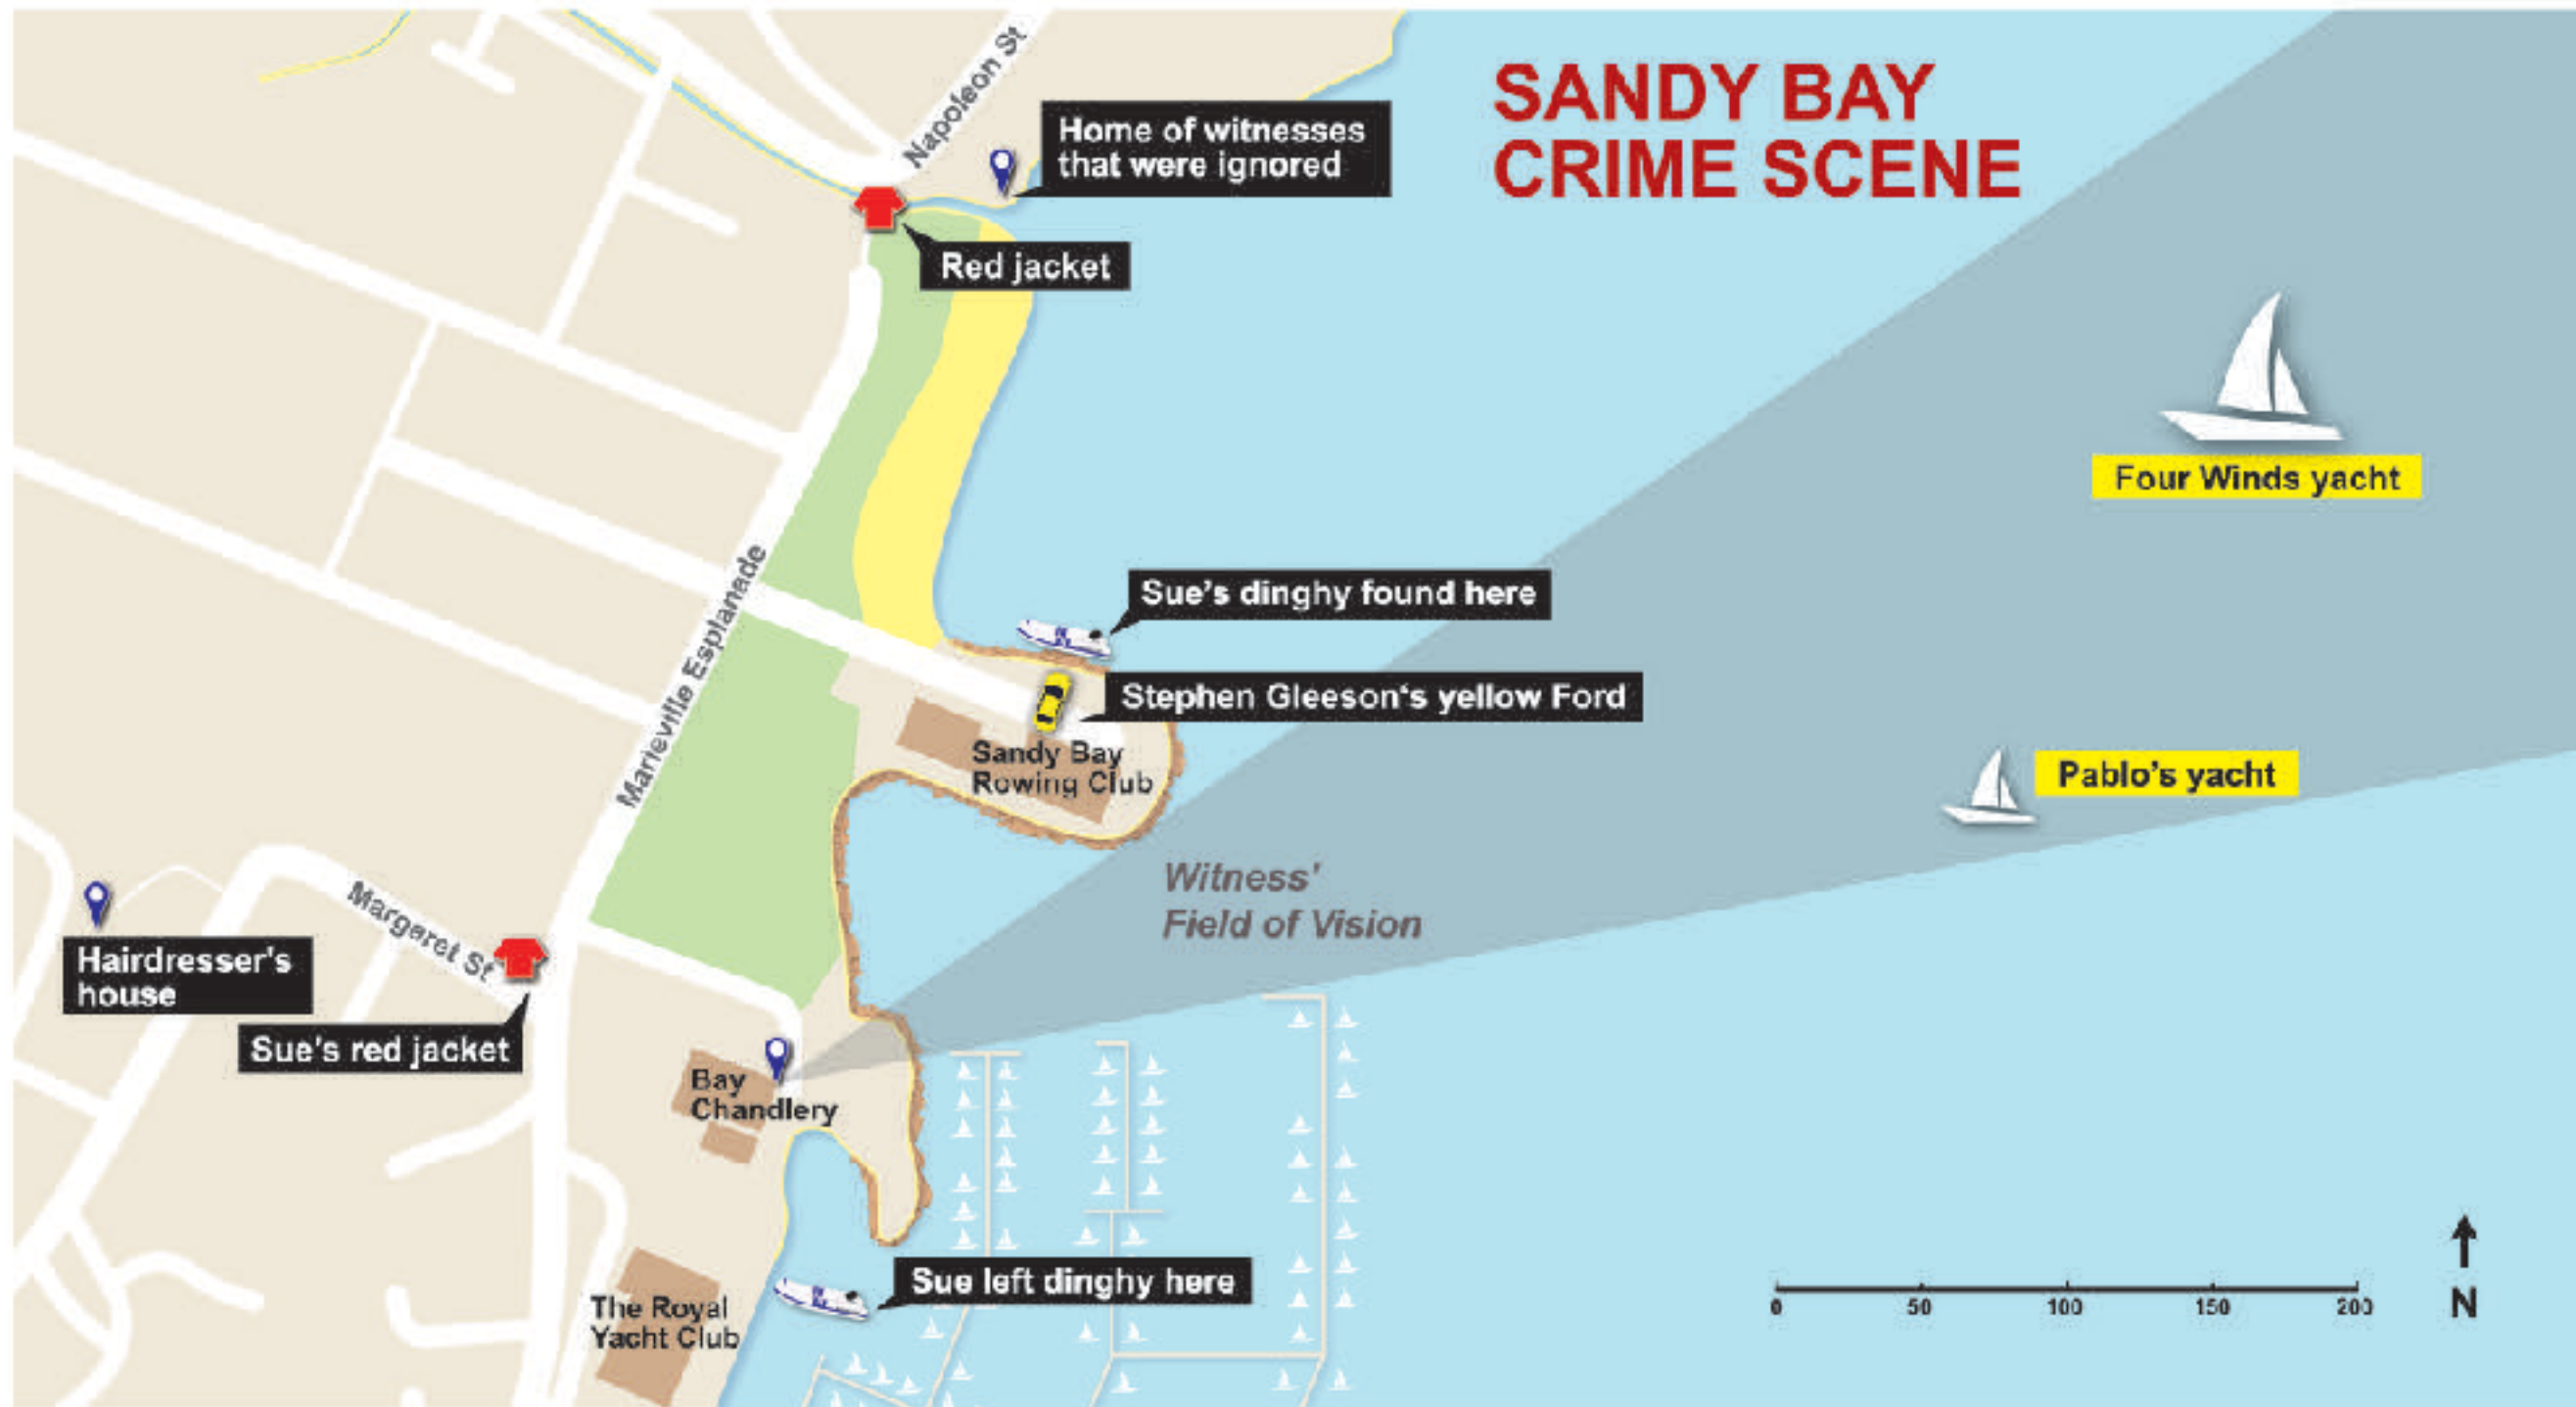 Napoleon St
SANDY BAY
CRIME SCENE
Home of witnesses
that were ignored
Red jacket
Four Winds yacht
Sue's dinghy found here
Stephen Gleeson‘s yellow Ford
Marieville Esplanade
Sandy Bay
Rowing Club
Pablo's yacht
Witness'
Field of Vision
Margaret St
Hairdresser's
house
Sue's red jacket
Bay
Chandlery
Sue left dinghy here
The Royal
Yacht Club
0 50 100 150 200
N